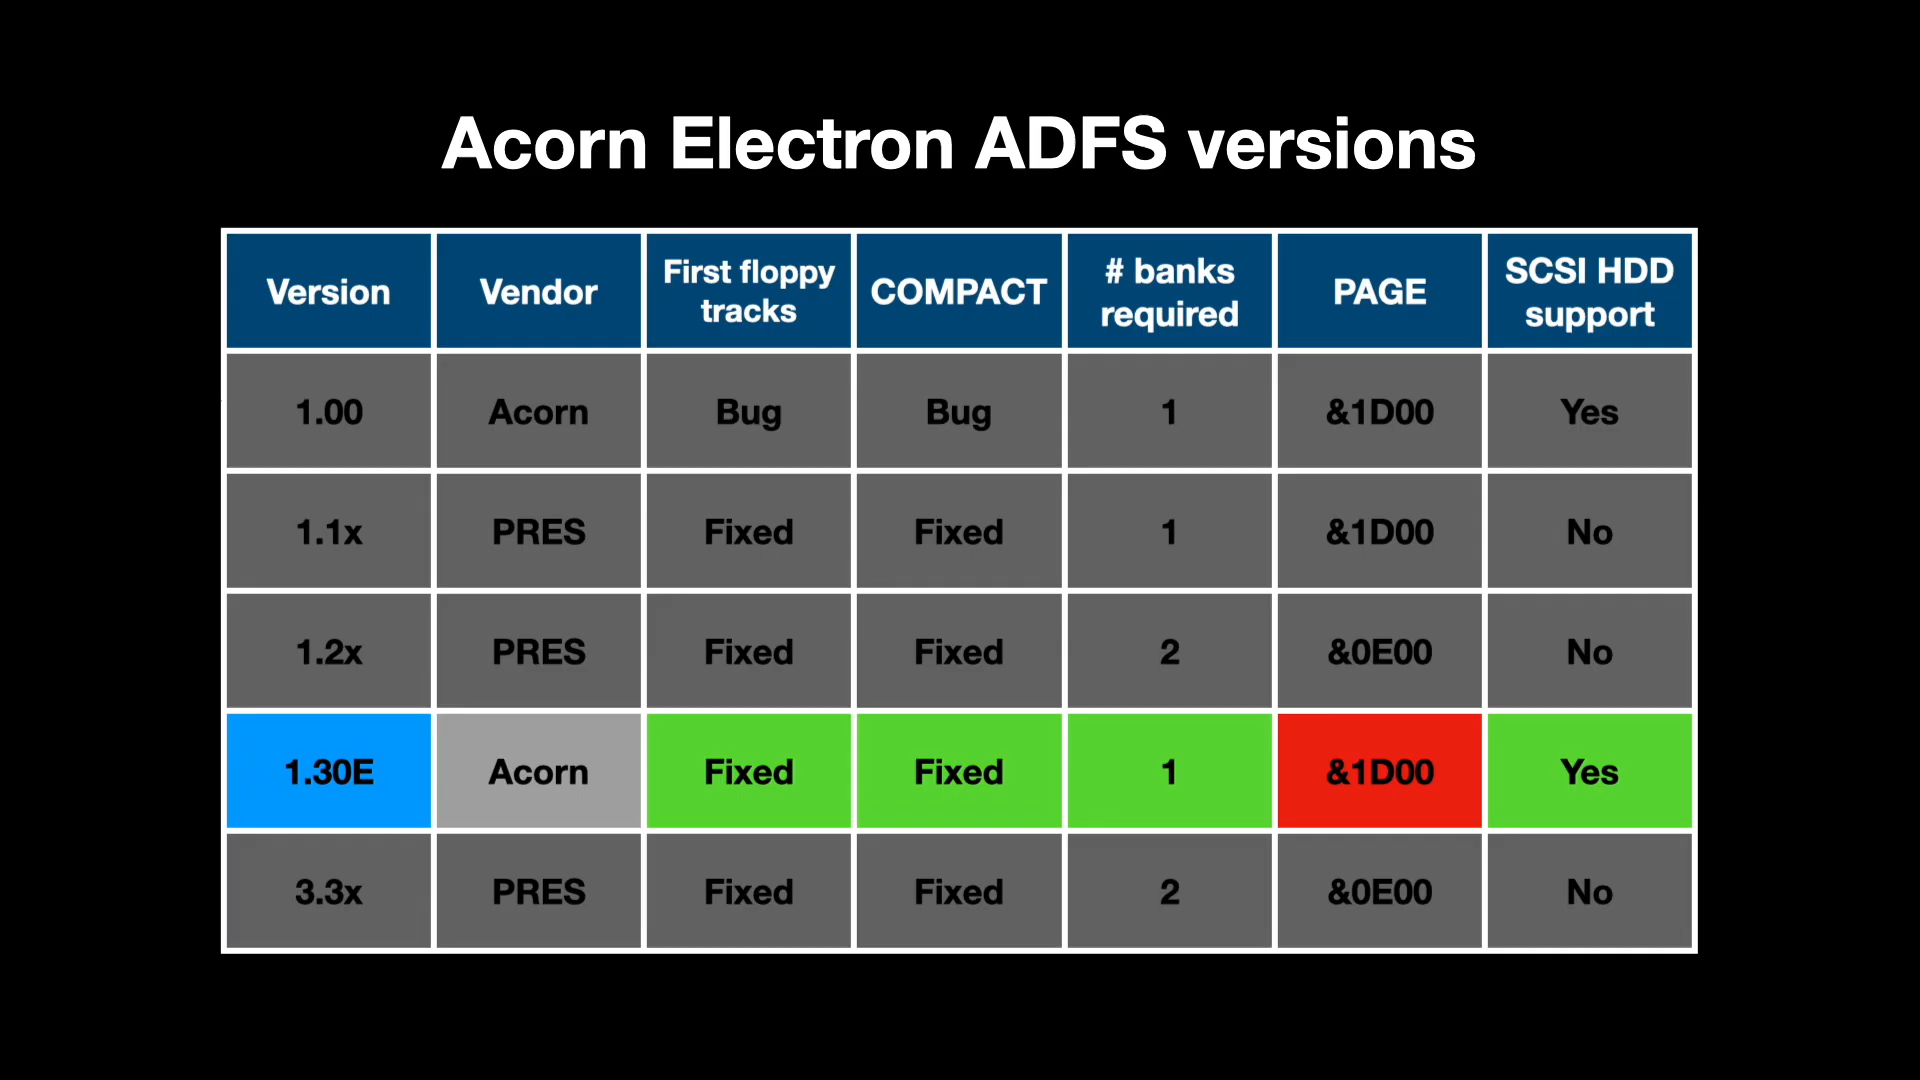 Acorn Electron ADFS versions
Version Vendor First floppy tracks COMPACT # banks required PAGE SCSI HDD support
1.00 Acorn Bug Bug 1 &1D00 Yes
1.1x PRES Fixed Fixed 1 &1D00 No
1.2x PRES Fixed Fixed 2 &0E00 No
1.30E Acorn Fixed Fixed 1 &1D00 Yes
3.3x PRES Fixed Fixed 2 &0E00 No